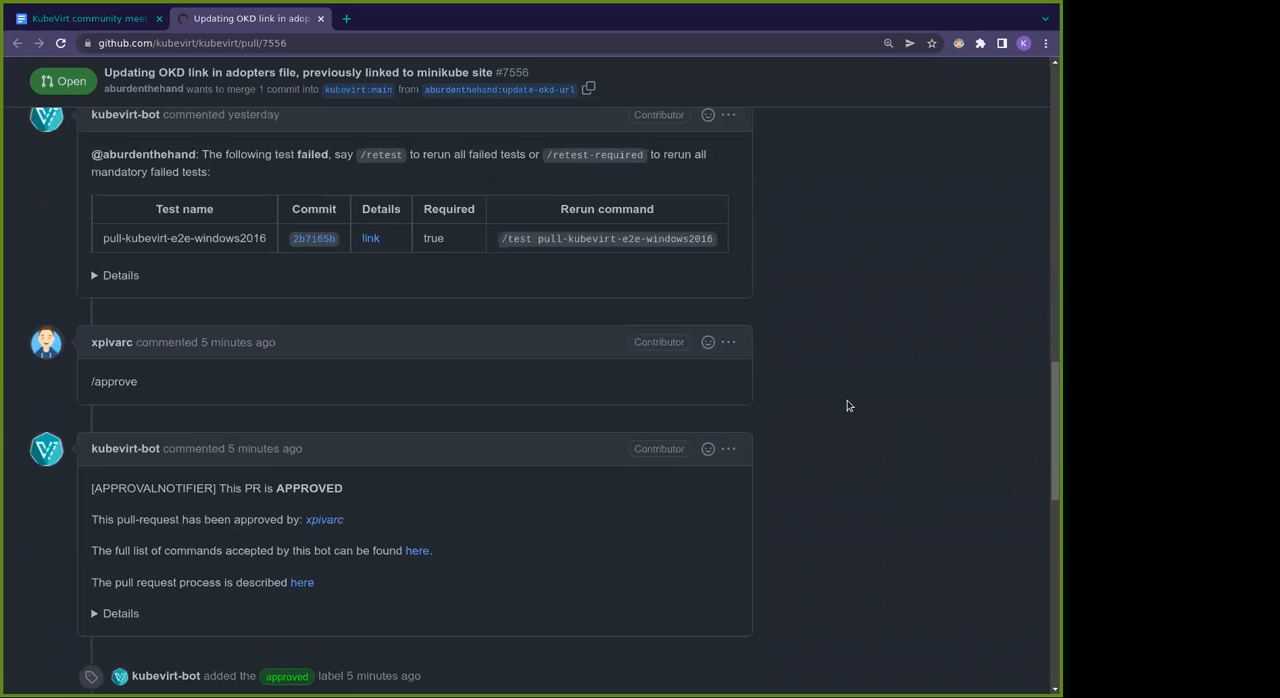 KubeVirt community meet
Updating OKD link in adop
github.com/kubevirt/kubevirt/pull/7556
K
Open
Updating OKD link in adopters file, previously linked to minikube site #7556
aburdenthehand wants to merge 1 commit into kubevirt:main from aburdenthehand:update-okd-url
kubevirt-bot commented yesterday
Contributor
@aburdenthehand: The following test failed, say /retest to rerun all failed tests or /retest-required to rerun all
mandatory failed tests:
Test name Commit Details Required Rerun command
pull-kubevirt-e2e-windows2016 2b7165b link true /test pull-kubevirt-e2e-windows2016
Details
xpivarc commented 5 minutes ago
Contributor
/approve
kubevirt-bot commented 5 minutes ago
Contributor
[APPROVALNOTIFIER] This PR is APPROVED
This pull-request has been approved by: xpivarc
The full list of commands accepted by this bot can be found here.
The pull request process is described here
Details
kubevirt-bot added the approved label 5 minutes ago